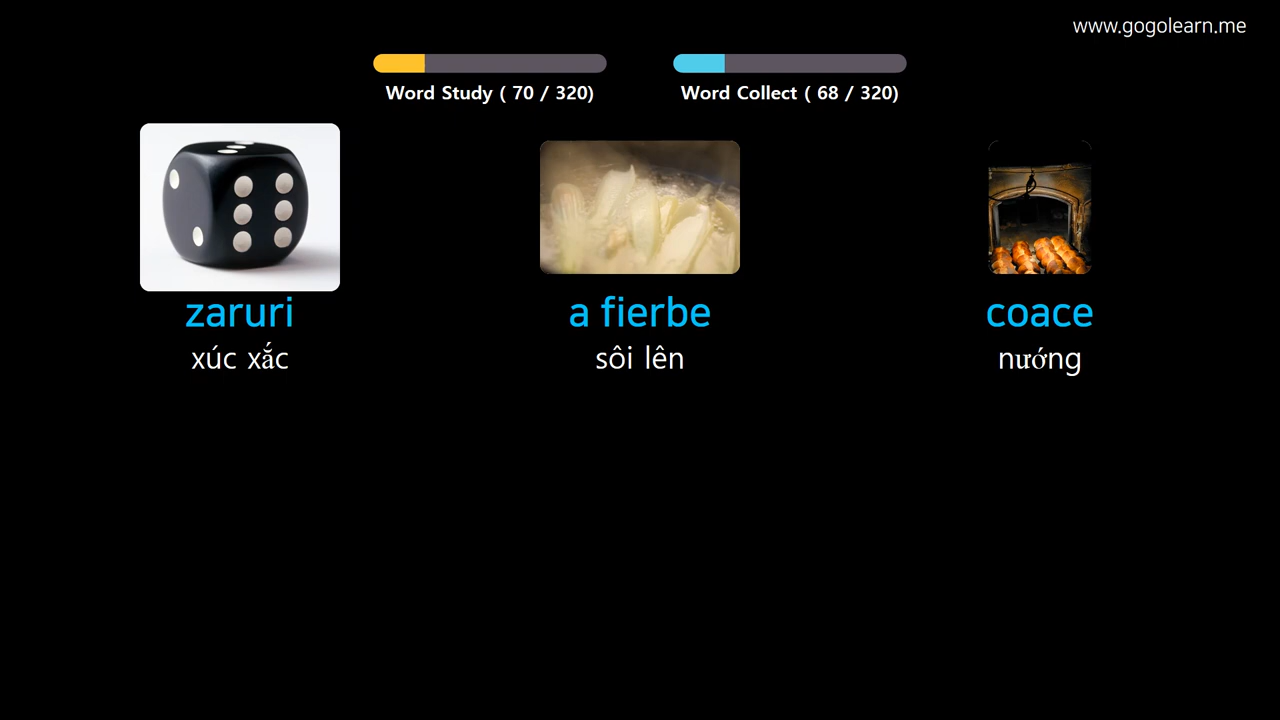 www.gogolearn.me
Word Study ( 70 / 320)
Word Collect ( 68 / 320)
zaruri
a fierbe
coace
xúc xắc
sôi lên
nướng